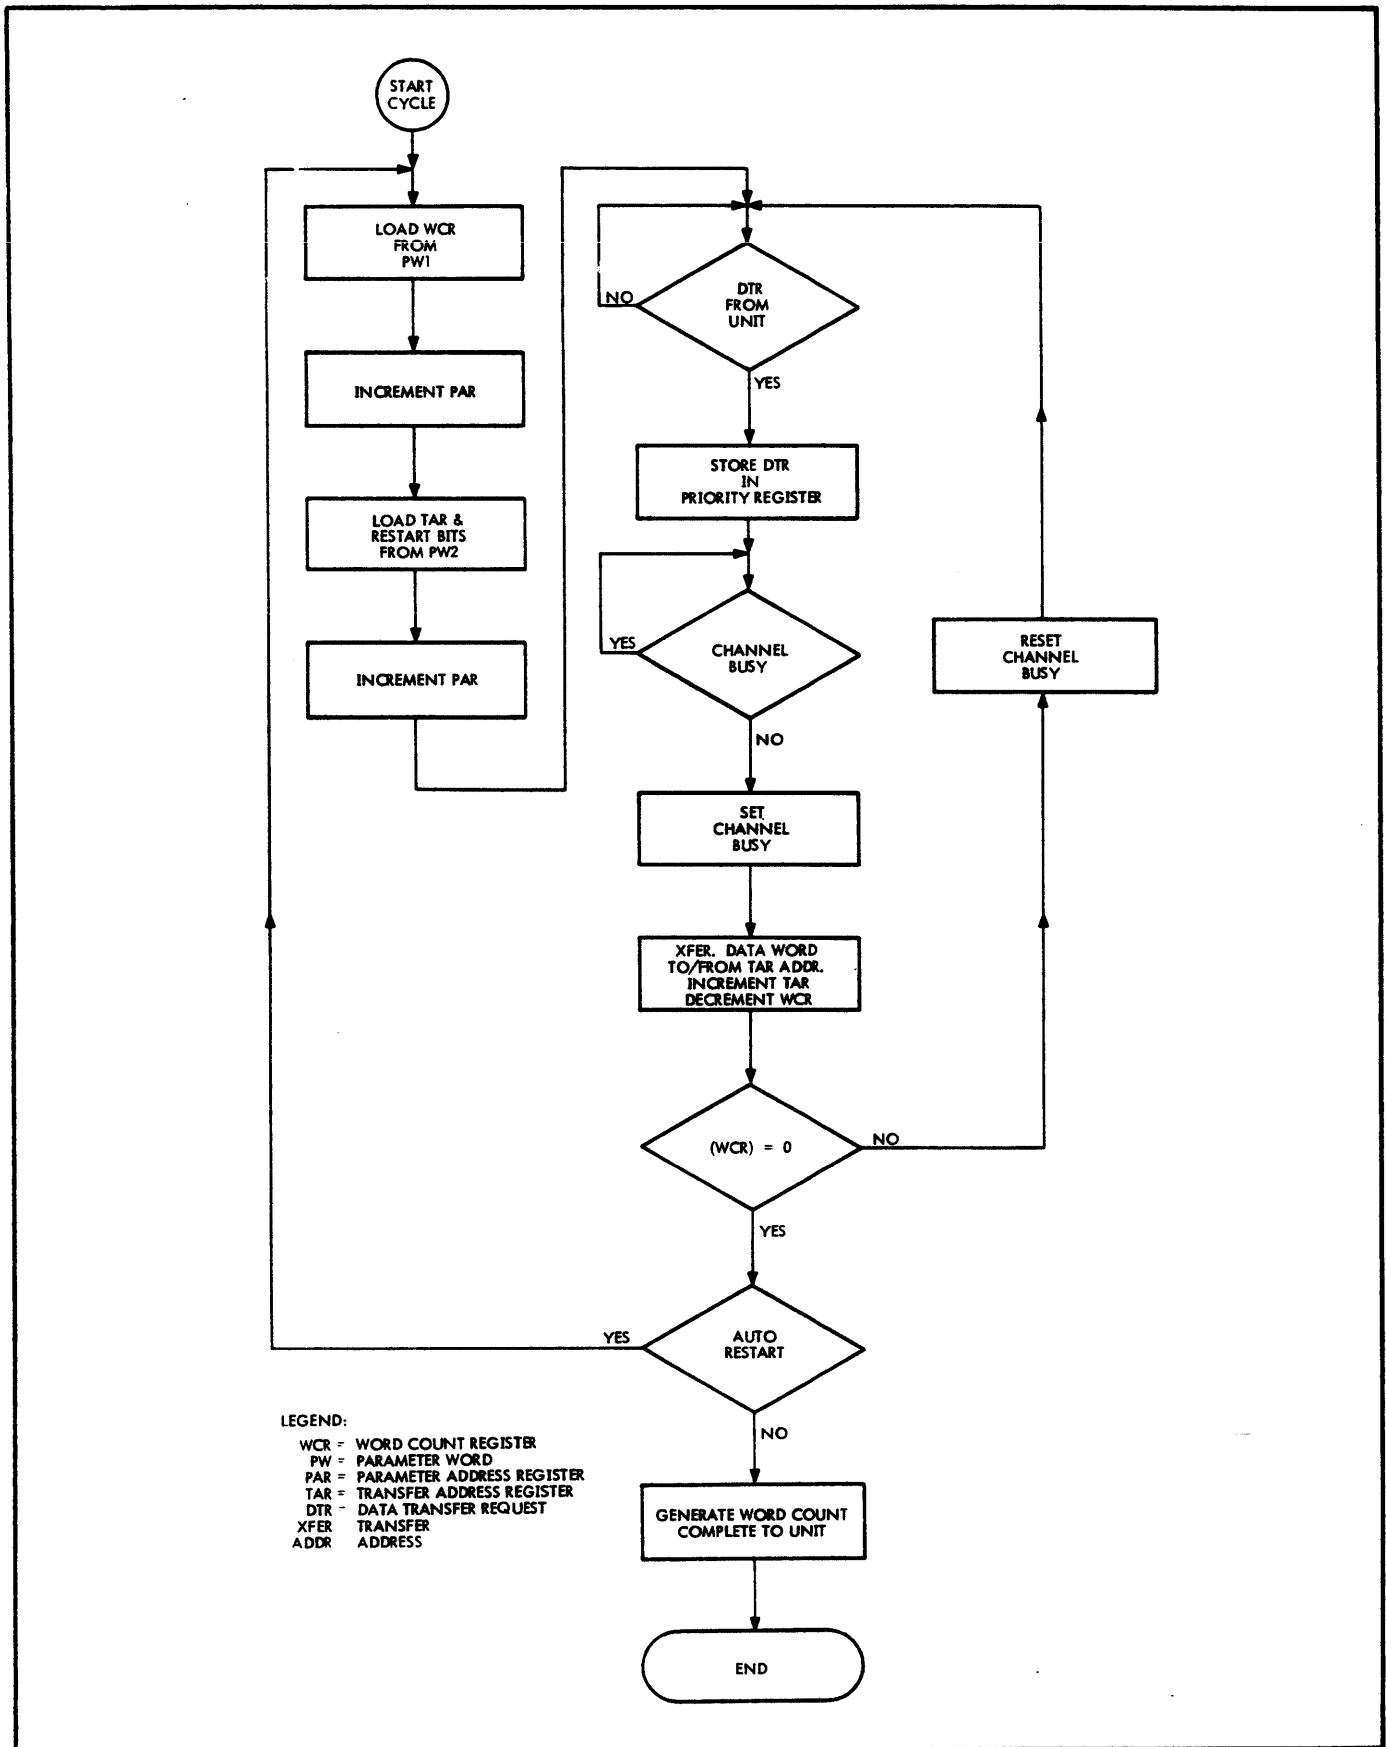 START
CYCLE
LOAD WCR
FROM
PW1
INCREMENT PAR
LOAD TAR &
RESTART BITS
FROM PW2
INCREMENT PAR
DTR
FROM
UNIT
NO
YES
STORE DTR
IN
PRIORITY REGISTER
CHANNEL
BUSY
YES
NO
RESET
CHANNEL
BUSY
SET
CHANNEL
BUSY
XFER. DATA WORD
TO/FROM TAR ADDR.
INCREMENT TAR
DECREMENT WCR
(WCR) = 0
NO
YES
AUTO
RESTART
YES
NO
GENERATE WORD COUNT
COMPLETE TO UNIT
END
LEGEND:
WCR = WORD COUNT REGISTER
PW = PARAMETER WORD
PAR = PARAMETER ADDRESS REGISTER
TAR = TRANSFER ADDRESS REGISTER
DTR - DATA TRANSFER REQUEST
XFER TRANSFER
ADDR ADDRESS